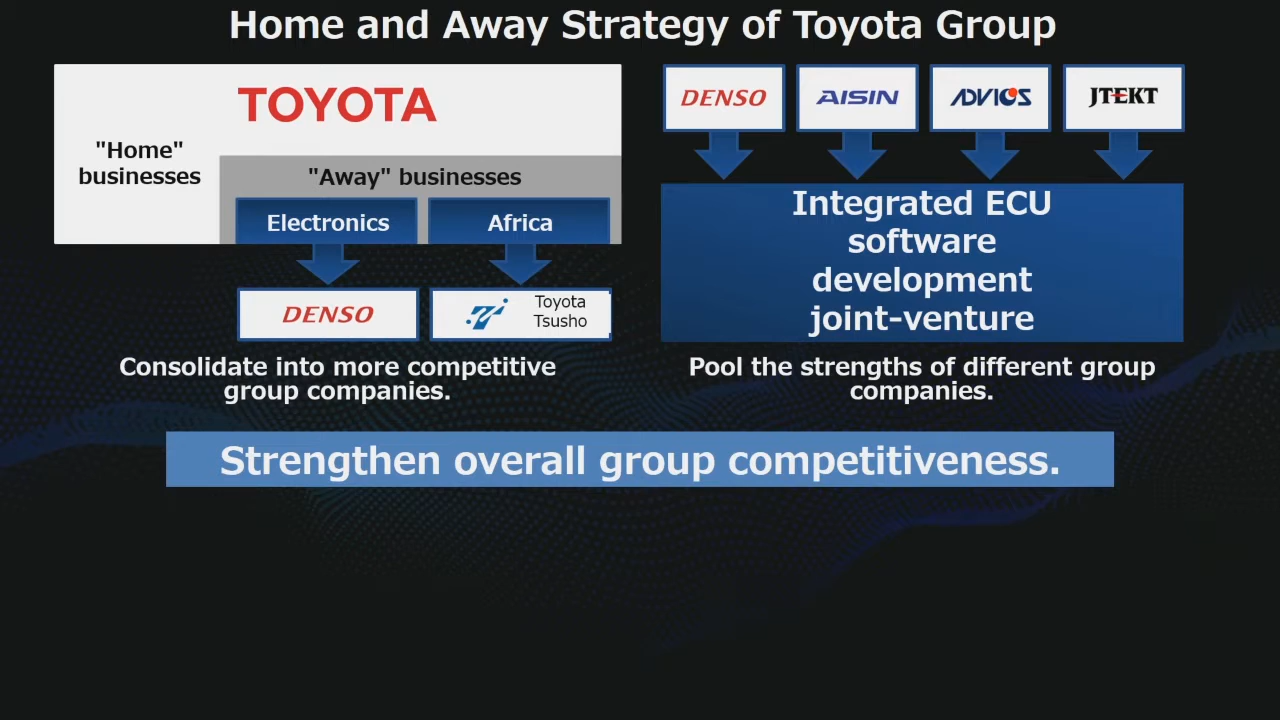 Home and Away Strategy of Toyota Group
TOYOTA
"Home"
businesses
"Away" businesses
Electronics
Africa
DENSO
Toyota
Tsusho
Consolidate into more competitive
group companies.
DENSO
AISIN
ADVICS
JTEKT
Integrated ECU
software
development
joint-venture
Pool the strengths of different group
companies.
Strengthen overall group competitiveness.